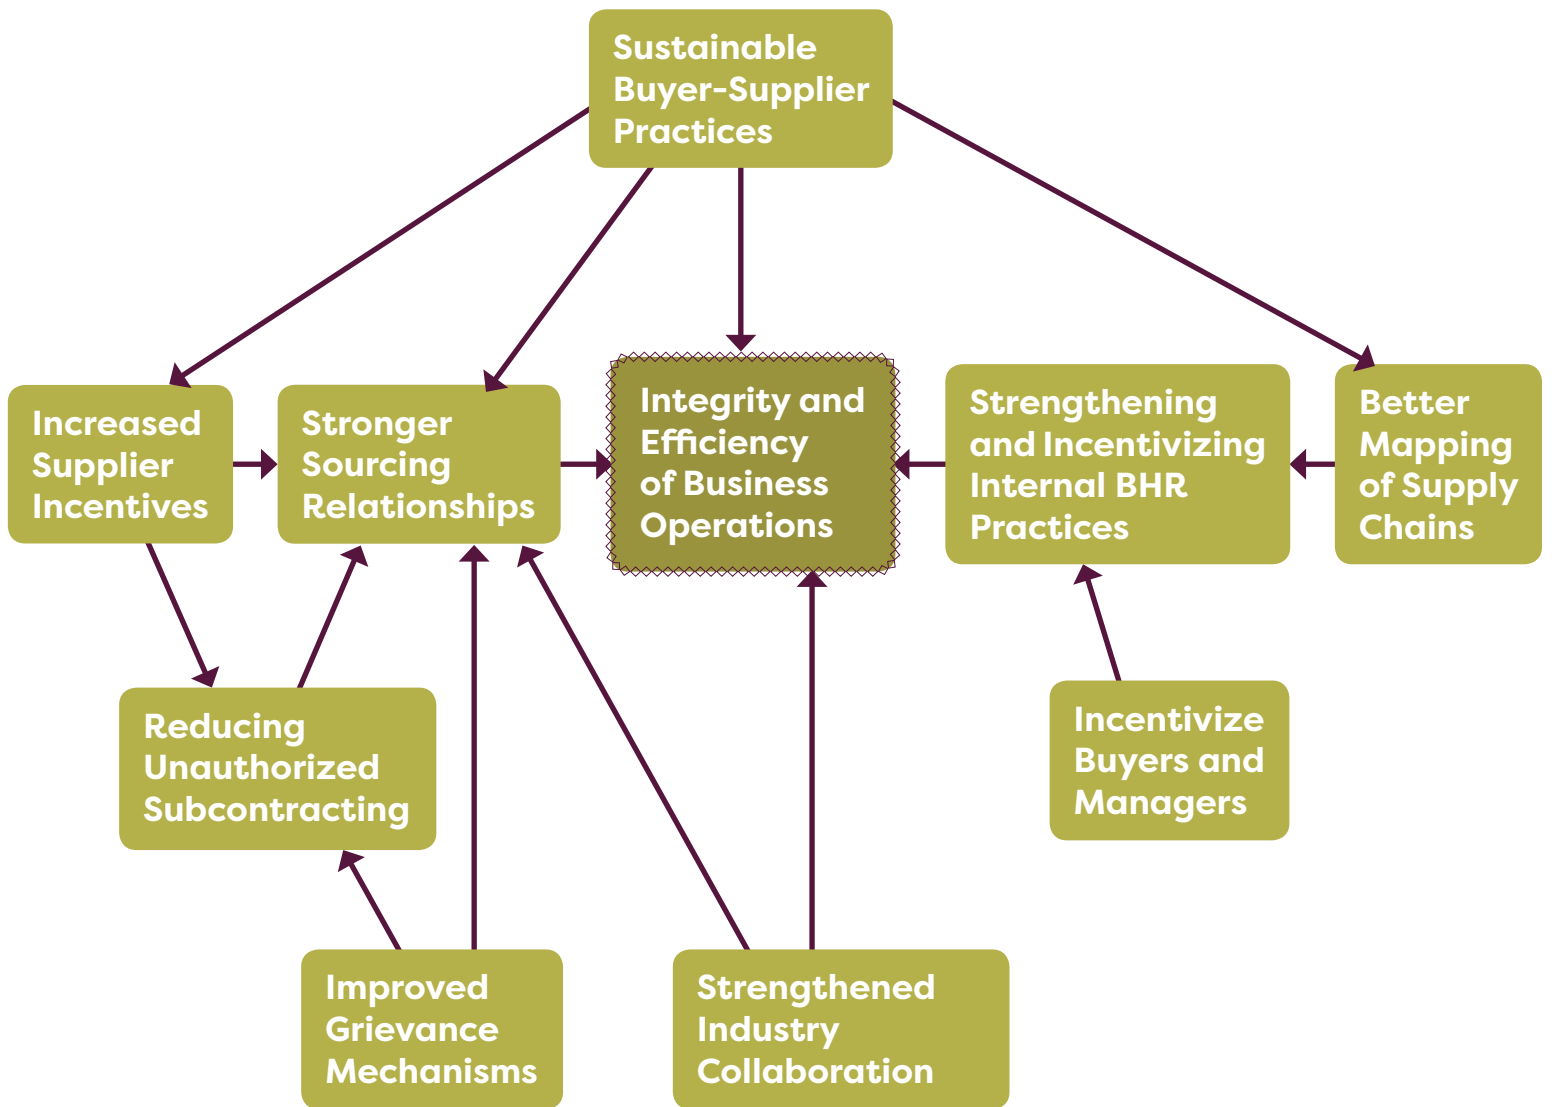 Sustainable
Buyer-Supplier
Practices
Increased
Supplier
Incentives
Stronger
Sourcing
Relationships
Integrity and
Efficiency
of Business
Operations
Strengthening
and Incentivizing
Internal BHR
Practices
Better
Mapping
of Supply
Chains
Reducing
Unauthorized
Subcontracting
Incentivize
Buyers and
Managers
Improved
Grievance
Mechanisms
Strengthened
Industry
Collaboration